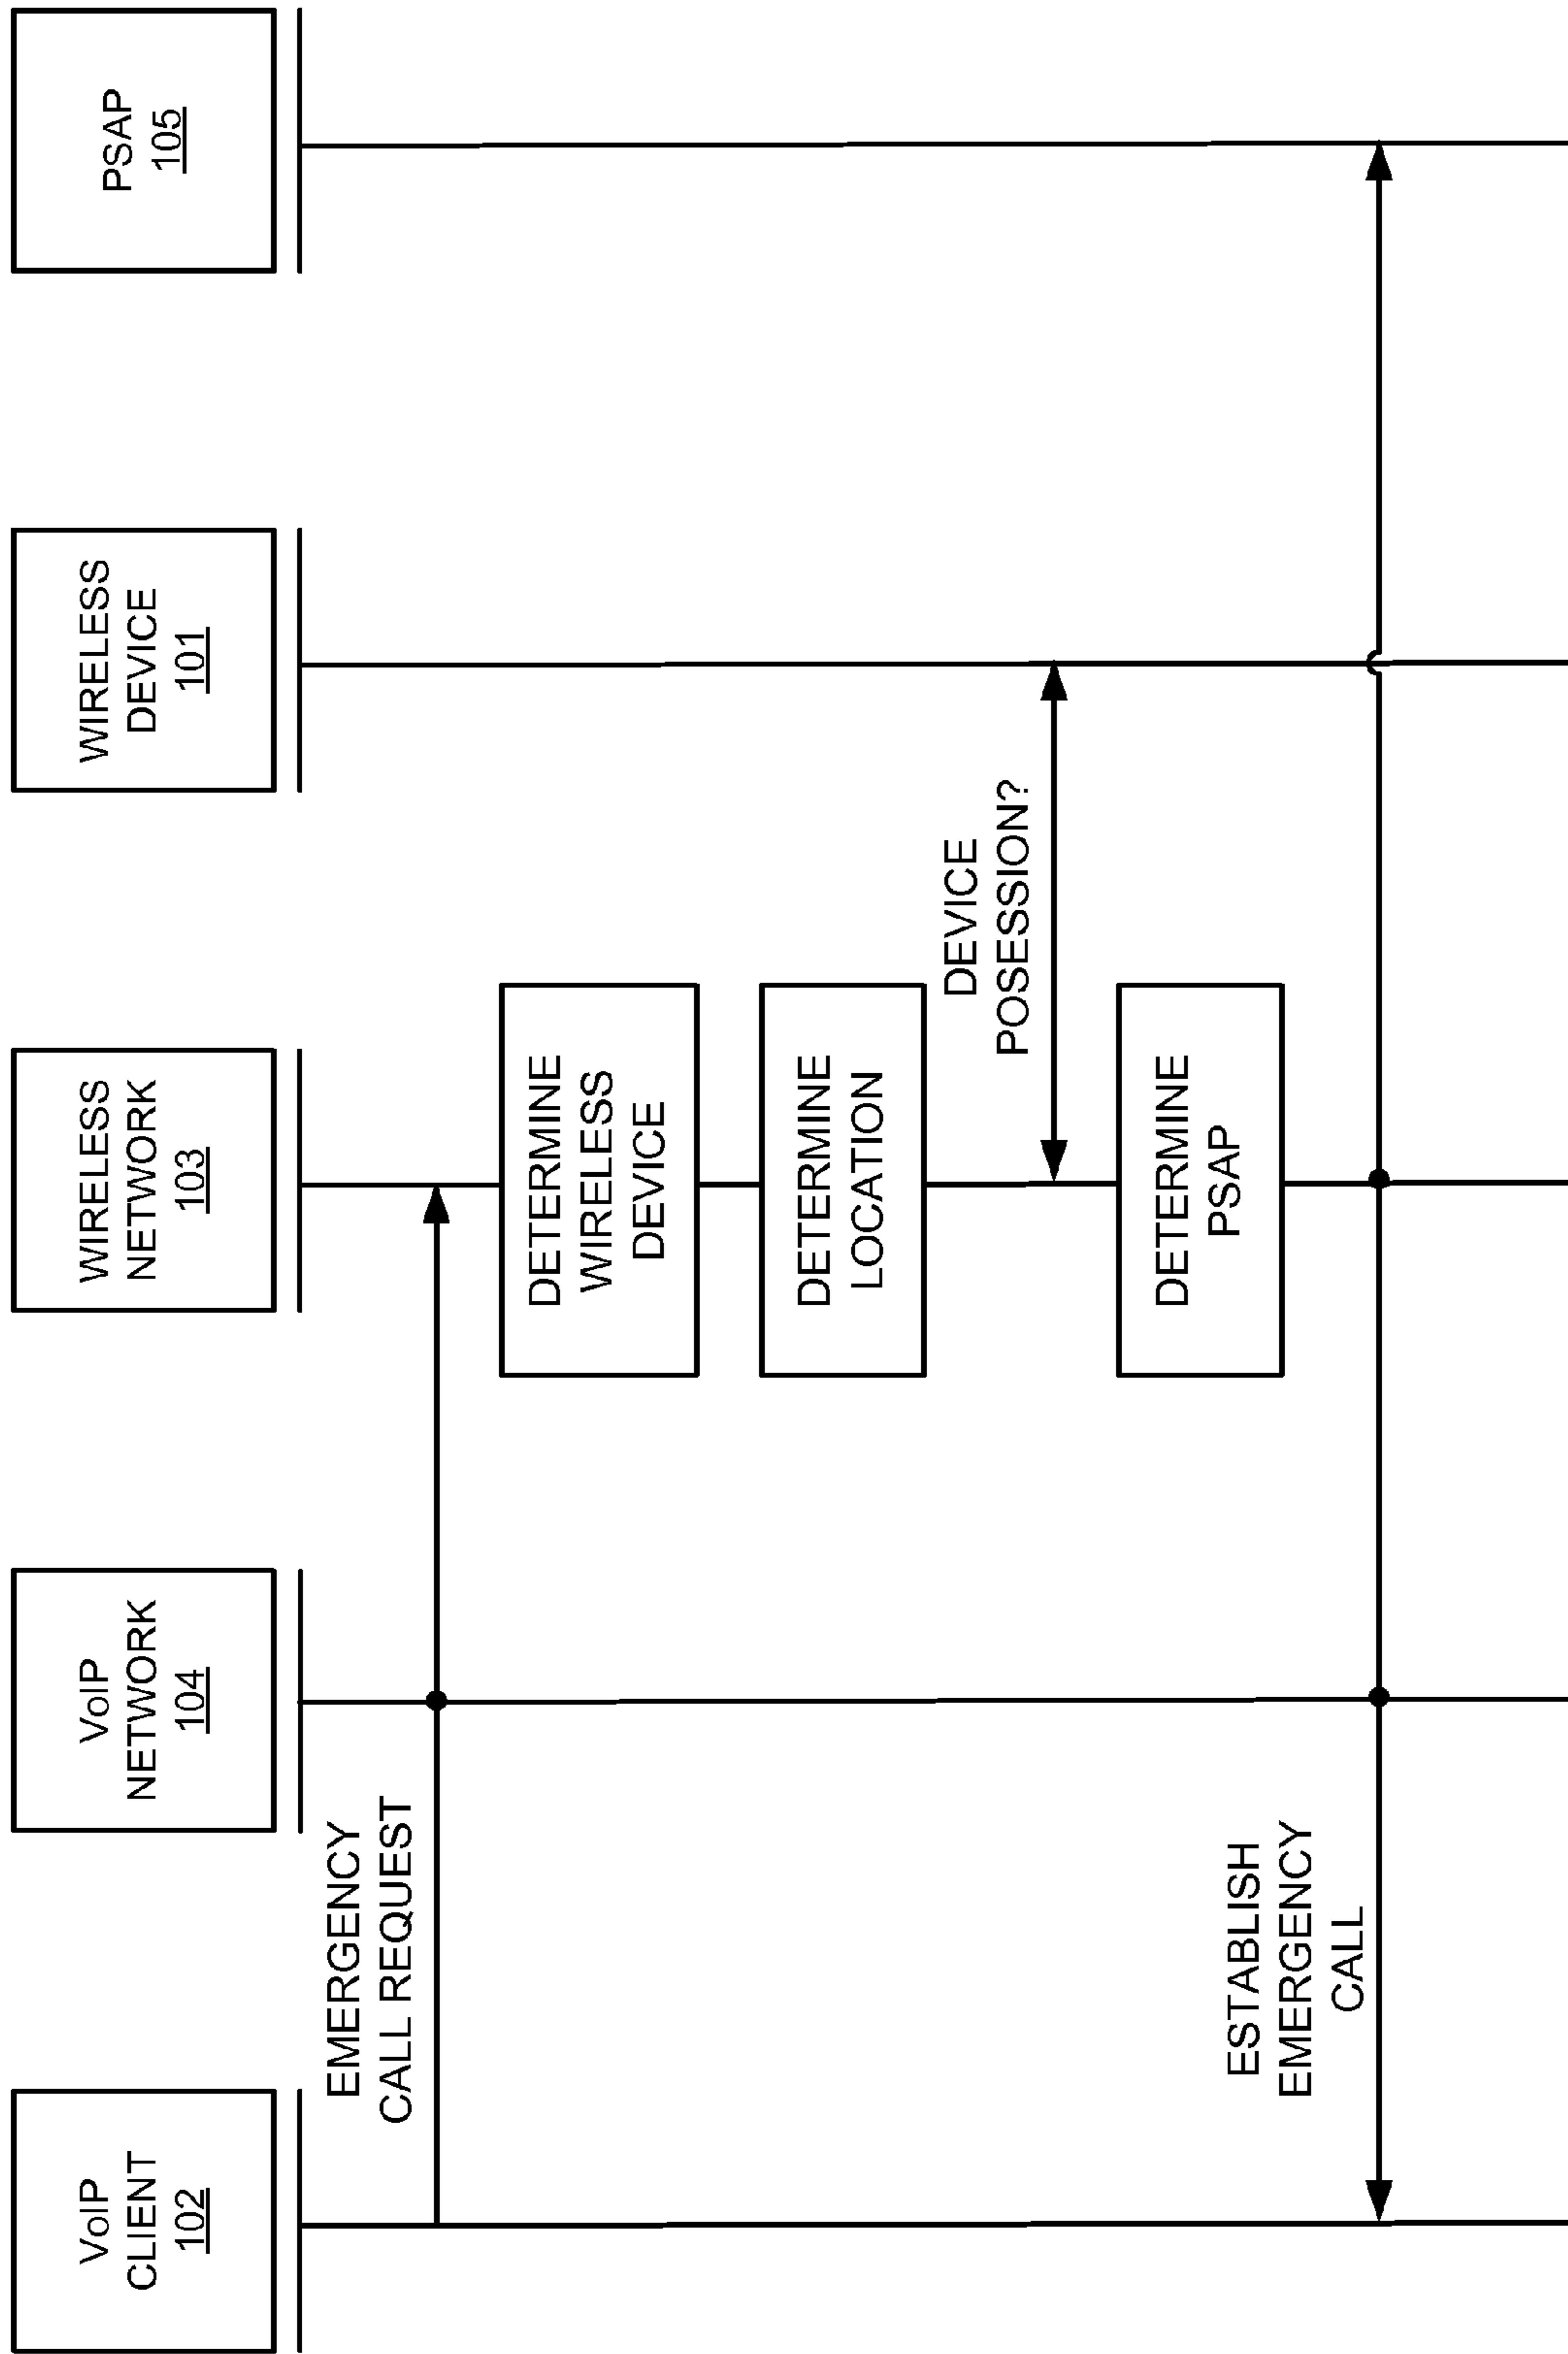 VoIP
CLIENT
102
VoIP
NETWORK
104
WIRELESS
NETWORK
103
WIRELESS
DEVICE
101
PSAP
105
EMERGENCY
CALL REQUEST
DETERMINE
WIRELESS
DEVICE
DETERMINE
LOCATION
DEVICE
POSESSION?
DETERMINE
PSAP
ESTABLISH
EMERGENCY
CALL